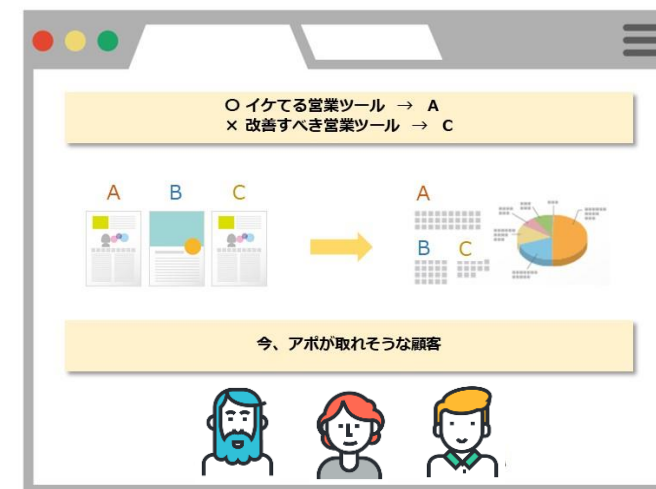 〇 イケてる営業ツール → A
× 改善すべき営業ツール → C
A B C
A
B C
今、アポが取れそうな顧客